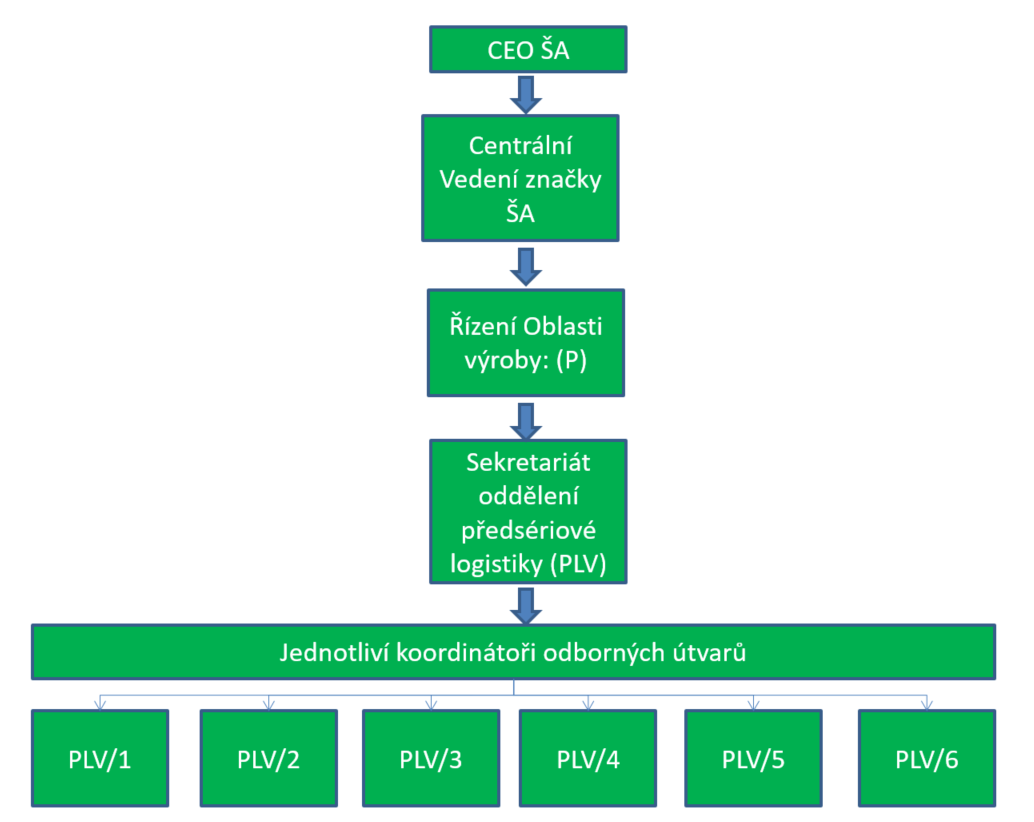 CEO ŠA
Centrální
Vedení značky
ŠA
Řízení Oblasti
výroby: (P)
Sekretariát
oddělení
předsériové
logistiky (PLV)
Jednotliví koordinátoři odborných útvarů
PLV/1
PLV/2
PLV/3
PLV/4
PLV/5
PLV/6